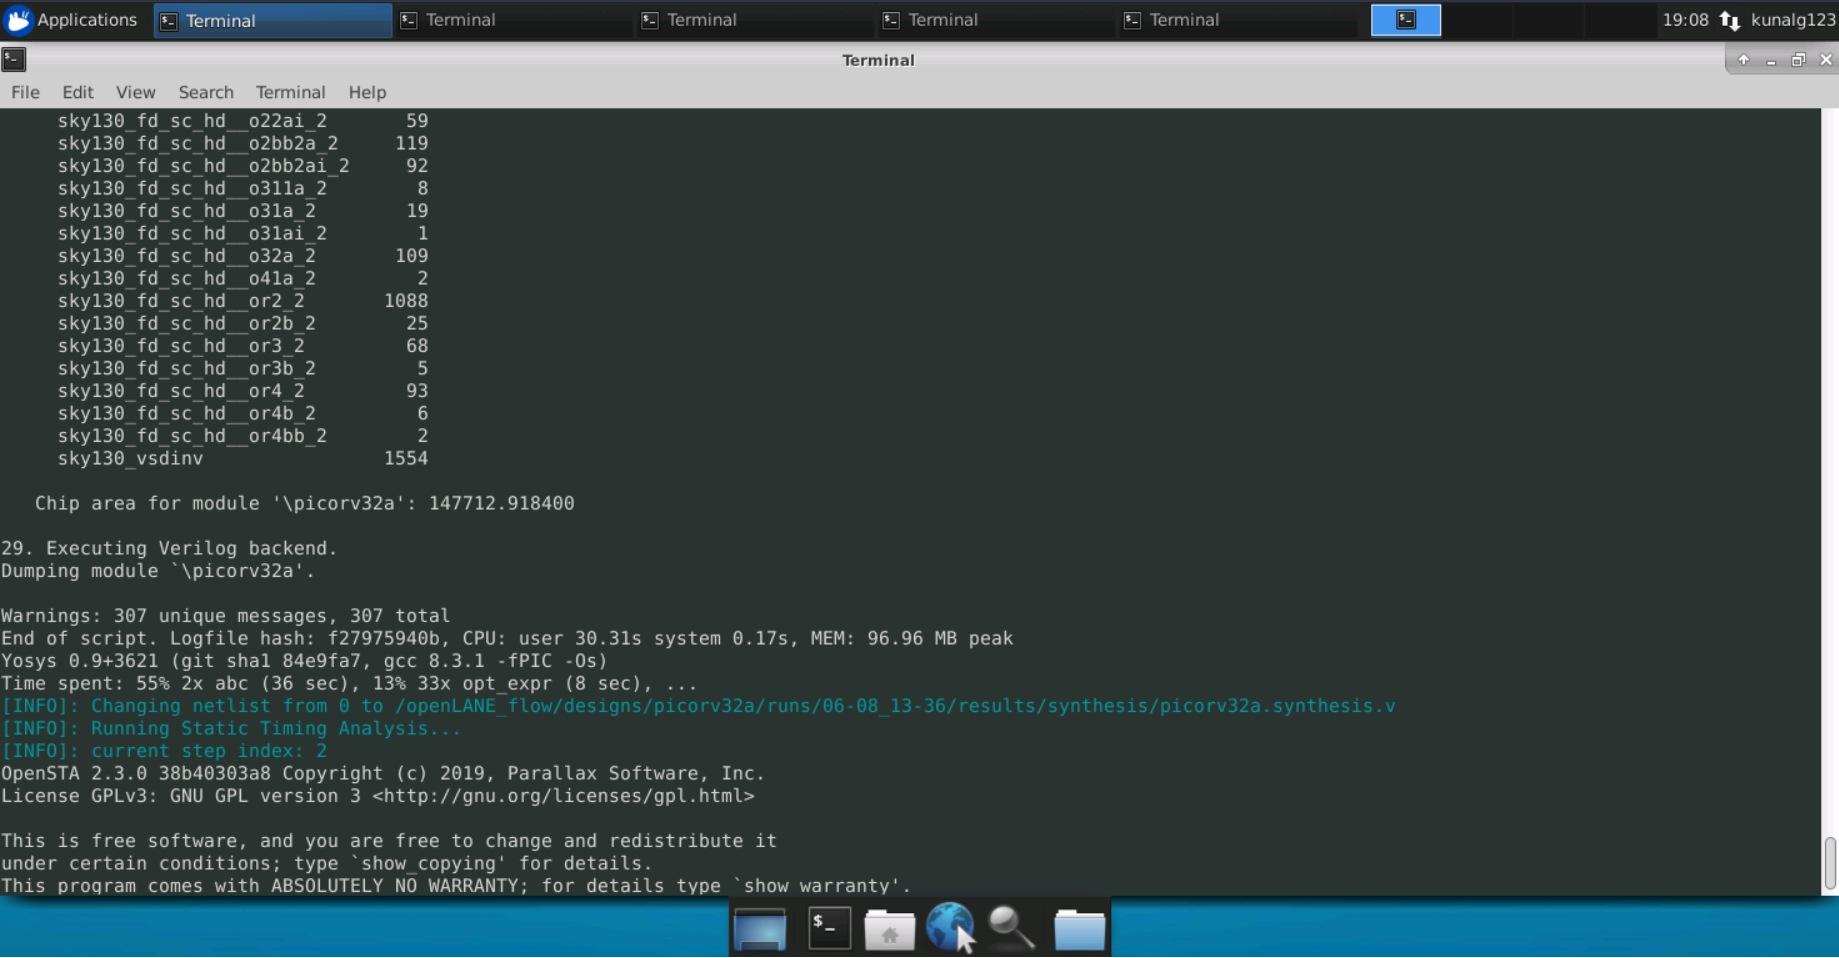 Applications Terminal Terminal Terminal Terminal Terminal 19:08 kunalg123
Terminal
File Edit View Search Terminal Help
sky130_fd_sc_hd__o22ai_2 59
sky130_fd_sc_hd__o2bb2a_2 119
sky130_fd_sc_hd__o2bb2ai_2 92
sky130_fd_sc_hd__o311a_2 8
sky130_fd_sc_hd__o31a_2 19
sky130_fd_sc_hd__o31ai_2 1
sky130_fd_sc_hd__o32a_2 109
sky130_fd_sc_hd__o41a_2 2
sky130_fd_sc_hd__or2_2 1088
sky130_fd_sc_hd__or2b_2 25
sky130_fd_sc_hd__or3_2 68
sky130_fd_sc_hd__or3b_2 5
sky130_fd_sc_hd__or4_2 93
sky130_fd_sc_hd__or4b_2 6
sky130_fd_sc_hd__or4bb_2 2
sky130_vsdinv 1554
Chip area for module '\picorv32a': 147712.918400
29. Executing Verilog backend.
Dumping module `\picorv32a'.
Warnings: 307 unique messages, 307 total
End of script. Logfile hash: f27975940b, CPU: user 30.31s system 0.17s, MEM: 96.96 MB peak
Yosys 0.9+3621 (git sha1 84e9fa7, gcc 8.3.1 -fPIC -Os)
Time spent: 55% 2x abc (36 sec), 13% 33x opt_expr (8 sec), ...
[INFO]: Changing netlist from 0 to /openLANE_flow/designs/picorv32a/runs/06-08_13-36/results/synthesis/picorv32a.synthesis.v
[INFO]: Running Static Timing Analysis...
[INFO]: current step index: 2
OpenSTA 2.3.0 38b40303a8 Copyright (c) 2019, Parallax Software, Inc.
License GPLv3: GNU GPL version 3 <http://gnu.org/licenses/gpl.html>
This is free software, and you are free to change and redistribute it
under certain conditions; type `show_copying' for details.
This program comes with ABSOLUTELY NO WARRANTY; for details type `show_warranty'.